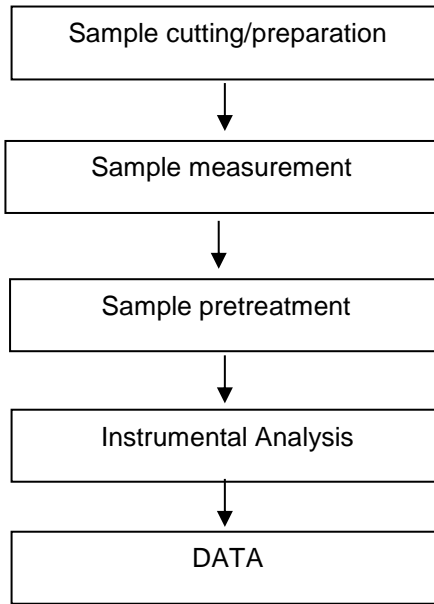 Sample cutting/preparation
Sample measurement
Sample pretreatment
Instrumental Analysis
DATA